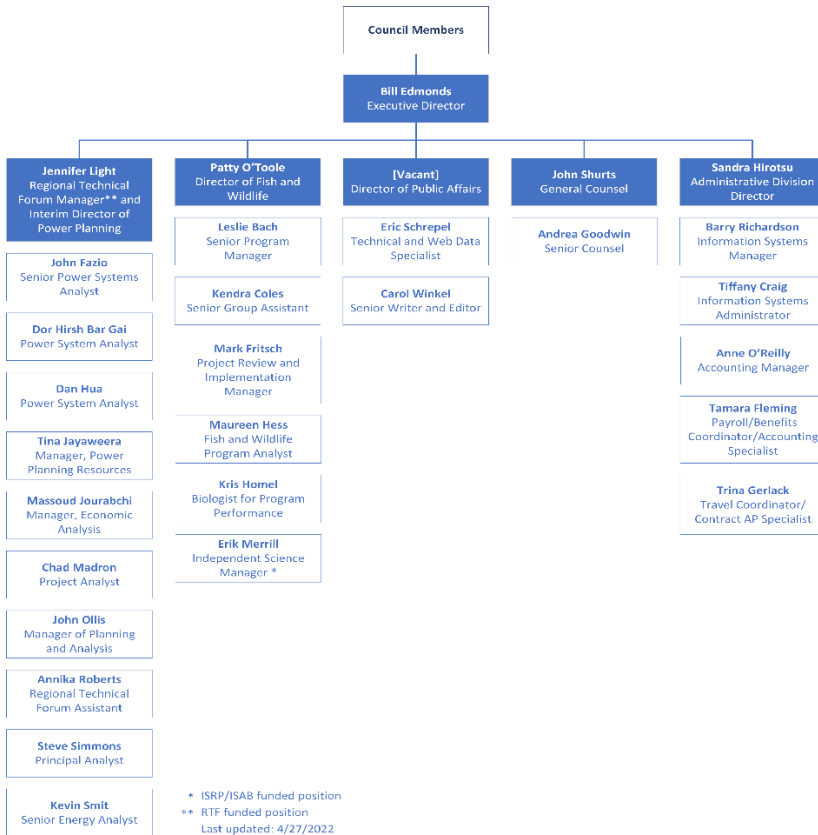 Council Members
Bill Edmonds
Executive Director
Jennifer Light
Regional Technical
Forum Manager** and
Interim Director of
Power Planning
John Fazio
Senior Power Systems
Analyst
Dor Hirsh Bar Gai
Power System Analyst
Dan Hua
Power System Analyst
Tina Jayaweera
Manager, Power
Planning Resources
Massoud Jourabchi
Manager, Economic
Analysis
Chad Madron
Project Analyst
John Ollis
Manager of Planning
and Analysis
Annika Roberts
Regional Technical
Forum Assistant
Steve Simmons
Principal Analyst
Kevin Smit
Senior Energy Analyst
Patty O'Toole
Director of Fish and
Wildlife
Leslie Bach
Senior Program
Manager
Kendra Coles
Senior Group Assistant
Mark Fritsch
Project Review and
Implementation
Manager
Maureen Hess
Fish and Wildlife
Program Analyst
Kris Homel
Biologist for Program
Performance
Erik Merrill
Independent Science
Manager *
[Vacant]
Director of Public Affairs
Eric Schrepel
Technical and Web Data
Specialist
Carol Winkel
Senior Writer and Editor
John Shurts
General Counsel
Andrea Goodwin
Senior Counsel
Sandra Hirotsu
Administrative Division
Director
Barry Richardson
Information Systems
Manager
Tiffany Craig
Information Systems
Administrator
Anne O'Reilly
Accounting Manager
Tamara Fleming
Payroll/Benefits
Coordinator/Accounting
Specialist
Trina Gerlack
Travel Coordinator/
Contract AP Specialist
* ISRP/ISAB funded position
** RTF funded position
Last updated: 4/27/2022